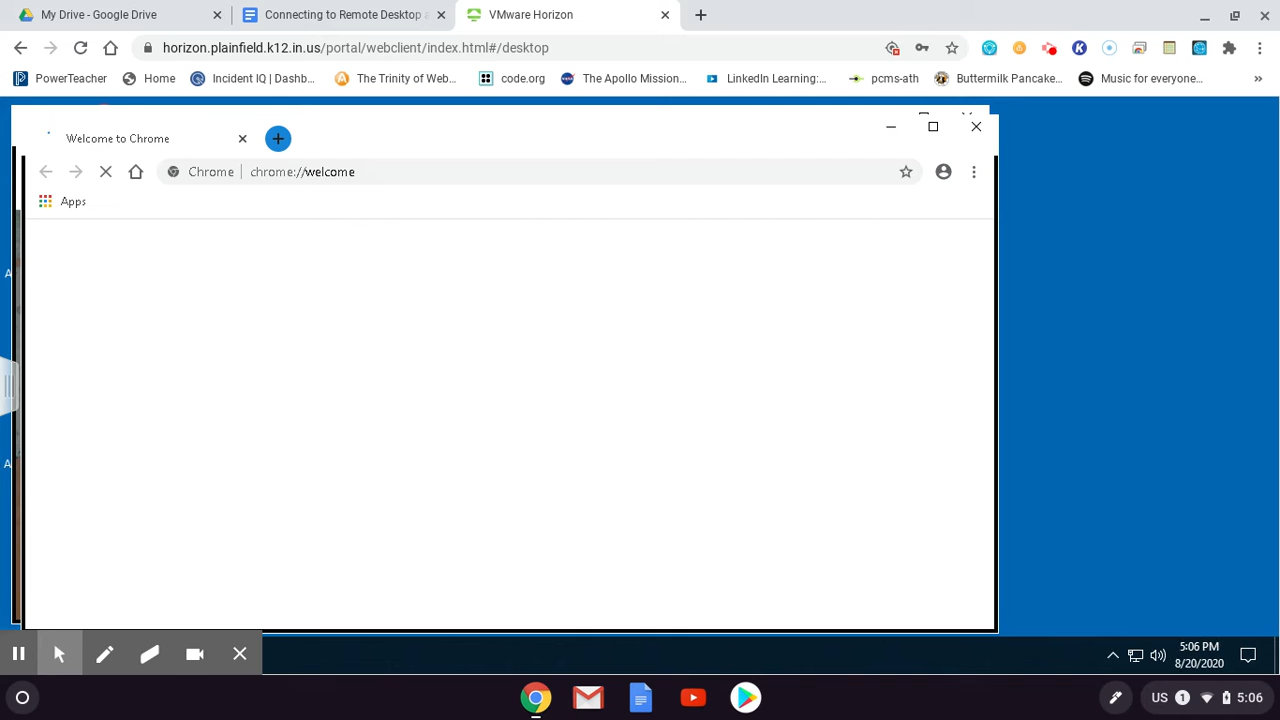 My Drive - Google Drive
Connecting to Remote Desktop
VMware Horizon
horizon.plainfield.k12.in.us/portal/webclient/index.html#/desktop
PowerTeacher
Home
Incident IQ | Dashb...
The Trinity of Web...
code.org
The Apollo Mission...
LinkedIn Learning:...
pcms-ath
Buttermilk Pancake...
Music for everyone...
»
Welcome to Chrome
Chrome | chrome://welcome
Apps
A
A
5:06 PM
8/20/2020
US 1 5:06